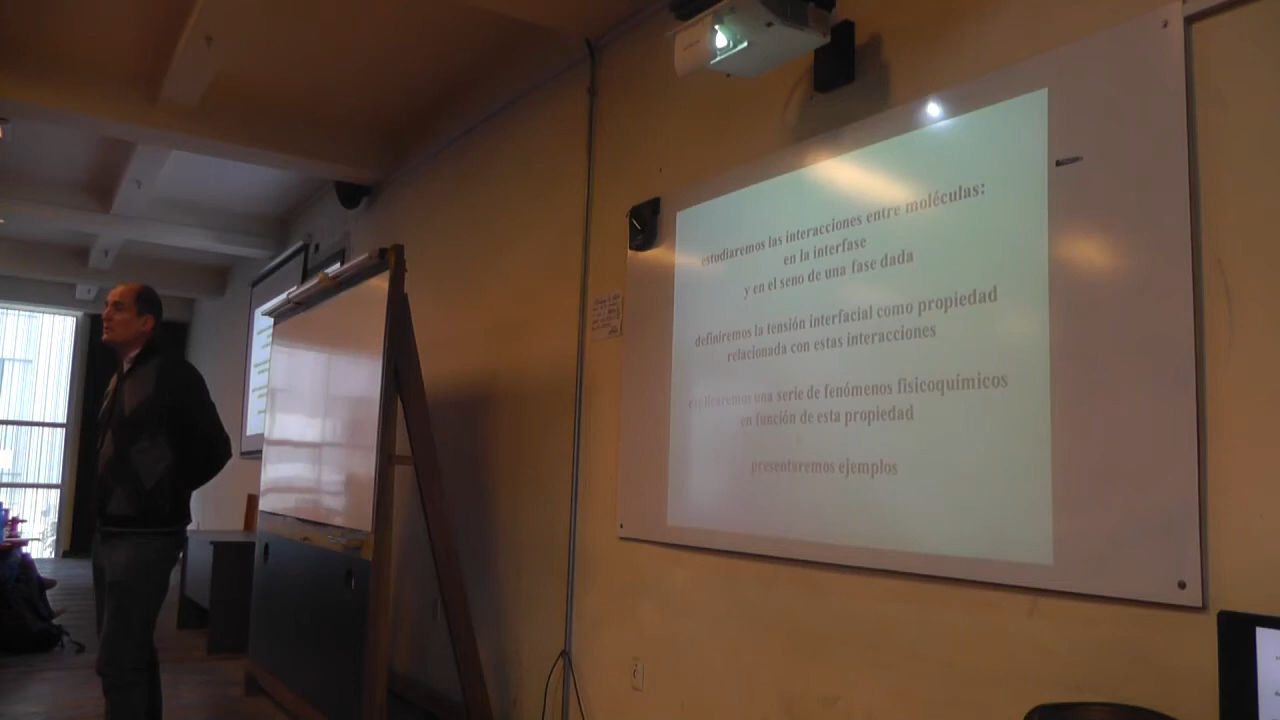 estudiaremos las interacciones entre moléculas:
en la interfase
y en el seno de una fase dada
definiremos la tensión interfacial como propiedad
relacionada con estas interacciones
explicaremos una serie de fenómenos fisicoquímicos
en función de esta propiedad
presentaremos ejemplos